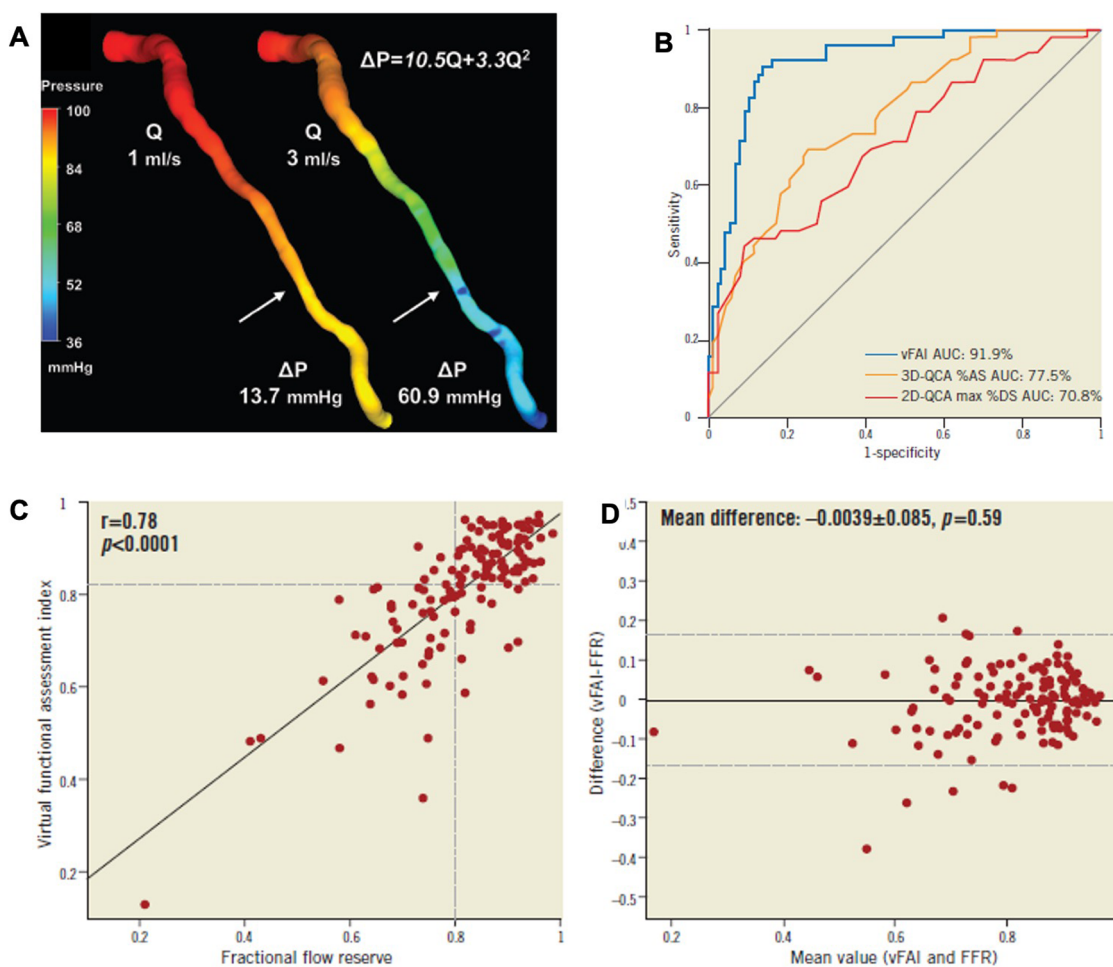 A
ΔP=10.5Q+3.3Q²
Pressure
100
84
68
52
36
mmHg
Q
1 ml/s
Q
3 ml/s
ΔP
13.7 mmHg
ΔP
60.9 mmHg
B
1
0.8
0.6
0.4
0.2
0
Sensitivity
vFAI AUC: 91.9%
3D-QCA %AS AUC: 77.5%
2D-QCA max %DS AUC: 70.8%
0
0.2
0.4
0.6
0.8
1
1-specificity
C
r=0.78
p<0.0001
1
0.8
0.6
0.4
0.2
Virtual functional assessment index
0.2
0.4
0.6
0.8
1
Fractional flow reserve
D
Mean difference: –0.0039±0.085, p=0.59
0.3
0.2
0.1
0
–0.1
–0.2
–0.3
–0.4
–0.5
Difference (vFAI-FFR)
0.2
0.4
0.6
0.8
Mean value (vFAI and FFR)